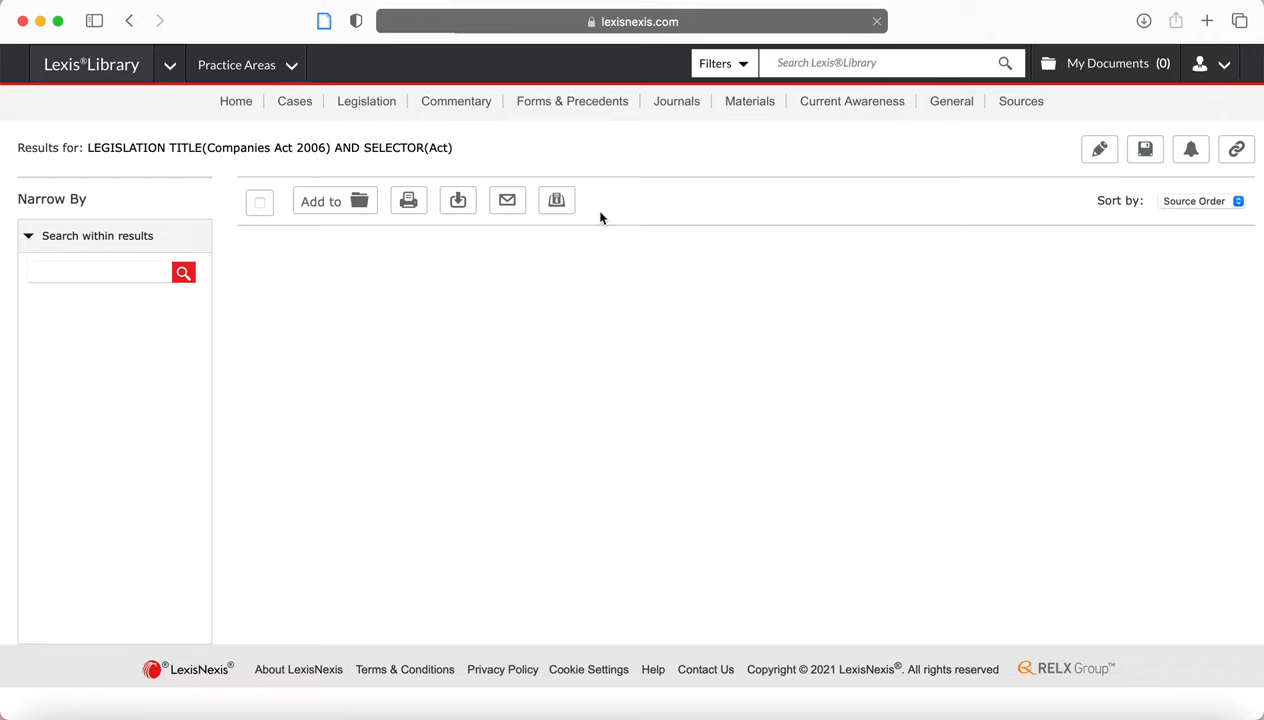 lexisnexis.com
Lexis®Library
Practice Areas
Filters
Search Lexis®Library
My Documents (0)
Home
Cases
Legislation
Commentary
Forms & Precedents
Journals
Materials
Current Awareness
General
Sources
Results for: LEGISLATION TITLE(Companies Act 2006) AND SELECTOR(Act)
Narrow By
Add to
Sort by: Source Order
Search within results
LexisNexis®
About LexisNexis
Terms & Conditions
Privacy Policy
Cookie Settings
Help
Contact Us
Copyright © 2021 LexisNexis®. All rights reserved
RELX Group™